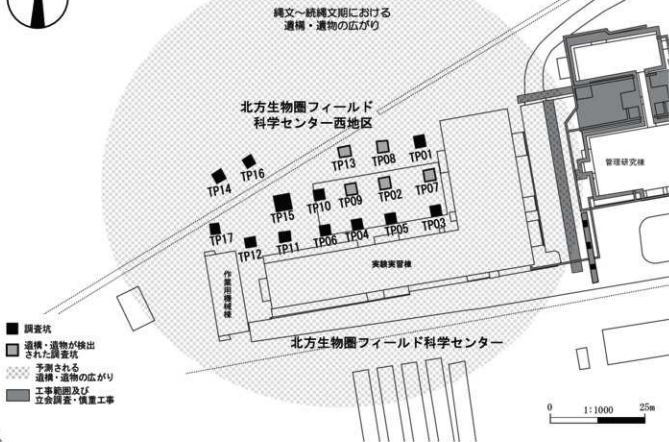 縄文～続縄文期における
遺構・遺物の広がり
北方生物圏フィールド
科学センター西地区
管理研究棟
TP13
TP08
TP01
TP14
TP16
TP15
TP10
TP09
TP02
TP07
TP17
TP12
TP11
TP06
TP04
TP05
TP03
作業用機械棟
実験実習棟
北方生物圏フィールド科学センター
調査坑
遺構・遺物が検出
された調査坑
予測される
遺構・遺物の広がり
工事範囲及び
立会調査・慎重工事
0 1:1000 25m